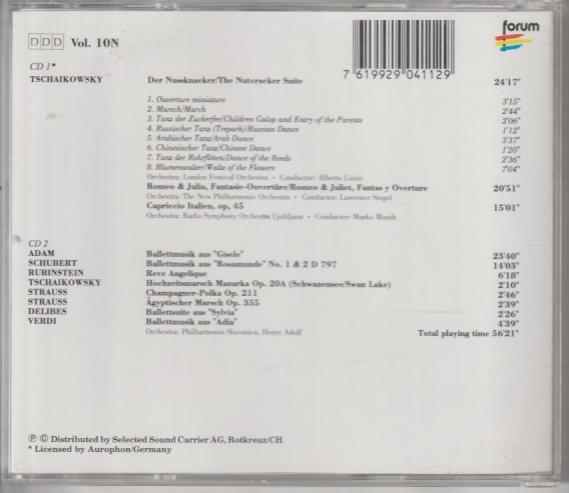 DDD Vol. 10N
forum
7 619929 041129
CD 1*
TSCHAIKOWSKY Der Nussknacker/The Nutcracker Suite 24'17"
1. Ouverture miniature 3'15"
2. Marsch/March 2'44"
3. Tanz der Zuckerfee/Children Galop and Entry of the Parents 2'06"
4. Russischer Tanz (Trepark)/Russian Dance 1'12"
5. Arabischer Tanz/Arab Dance 3'37"
6. Chinesischer Tanz/Chinese Dance 1'20"
7. Tanz der Rohrflöten/Dance of the Reeds 2'36"
8. Blumenwalzer/Waltz of the Flowers 7'04"
Orchestra: London Festival Orchestra - Conductor: Alberto Lizzio
Romeo & Julia, Fantasie-Ouvertüre/Romeo & Juliet, Fantasy Overture 20'51"
Orchestra: The New Philharmonic Orchestra - Conductor: Lawrence Siegel
Capriccio Italien, op, 45 15'01"
Orchestra: Radio Symphony Orchestra Ljubljana - Conductor: Marko Munih
CD 2
ADAM Ballettmusik aus "Gisele" 23'40"
SCHUBERT Ballettmusik aus "Rosamunde" No. 1 & 2 D 797 14'03"
RUBINSTEIN Reve Angelique 6'18"
TSCHAIKOWSKY Hochzeitsmarsch Mazurka Op. 20A (Schwanensee/Swan Lake) 2'10"
STRAUSS Champagner-Polka Op. 211 2'46"
STRAUSS Ägyptischer Marsch Op. 355 2'39"
DELIBES Ballettsuite aus "Sylvia" 2'26"
VERDI Ballettmusik aus "Adia" 4'39"
Orchestra: Philharmonia Slavonica, Henry Adolf Total playing time 56'21"
℗ © Distributed by Selected Sound Carrier AG, Rotkreuz/CH
* Licensed by Aurophon/Germany